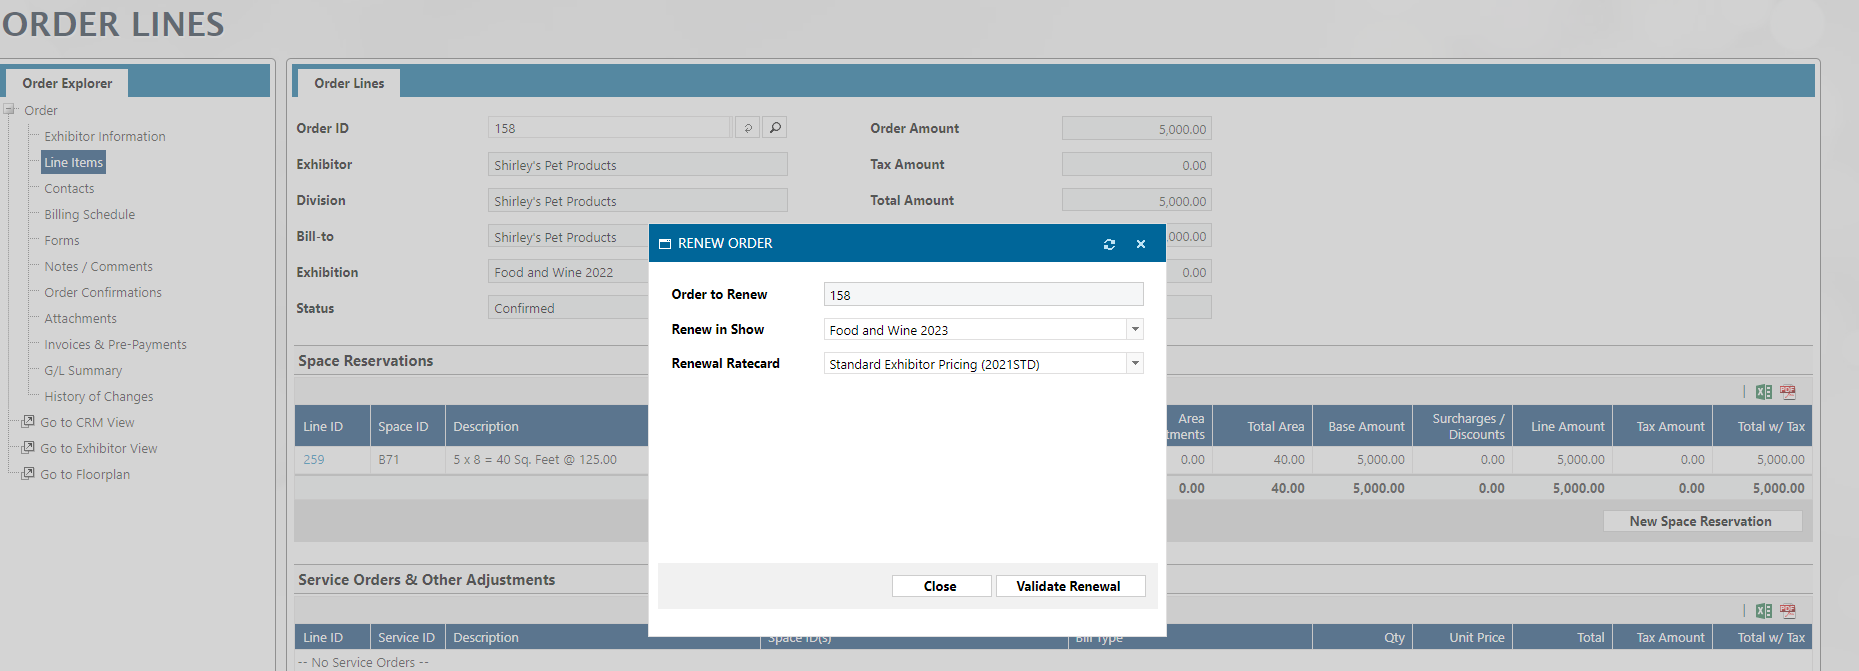 ORDER LINES
Order Explorer
Order
Exhibitor Information
Line Items
Contacts
Billing Schedule
Forms
Notes / Comments
Order Confirmations
Attachments
Invoices & Pre-Payments
G/L Summary
History of Changes
Go to CRM View
Go to Exhibitor View
Go to Floorplan
Order Lines
Order ID 158 Order Amount 5,000.00
Exhibitor Shirley's Pet Products Tax Amount 0.00
Division Shirley's Pet Products Total Amount 5,000.00
Bill-to Shirley's Pet Products ,000.00
Exhibition Food and Wine 2022 0.00
Status Confirmed
RENEW ORDER
Order to Renew 158
Renew in Show Food and Wine 2023
Renewal Ratecard Standard Exhibitor Pricing (2021STD)
Close Validate Renewal
Space Reservations
Line ID Space ID Description Area tments Total Area Base Amount Surcharges / Discounts Line Amount Tax Amount Total w/ Tax
259 B71 5 x 8 = 40 Sq. Feet @ 125.00 0.00 40.00 5,000.00 0.00 5,000.00 0.00 5,000.00
0.00 40.00 5,000.00 0.00 5,000.00 0.00 5,000.00
New Space Reservation
Service Orders & Other Adjustments
Line ID Service ID Description Space ID(s) Bill Type Qty Unit Price Total Tax Amount Total w/ Tax
-- No Service Orders --